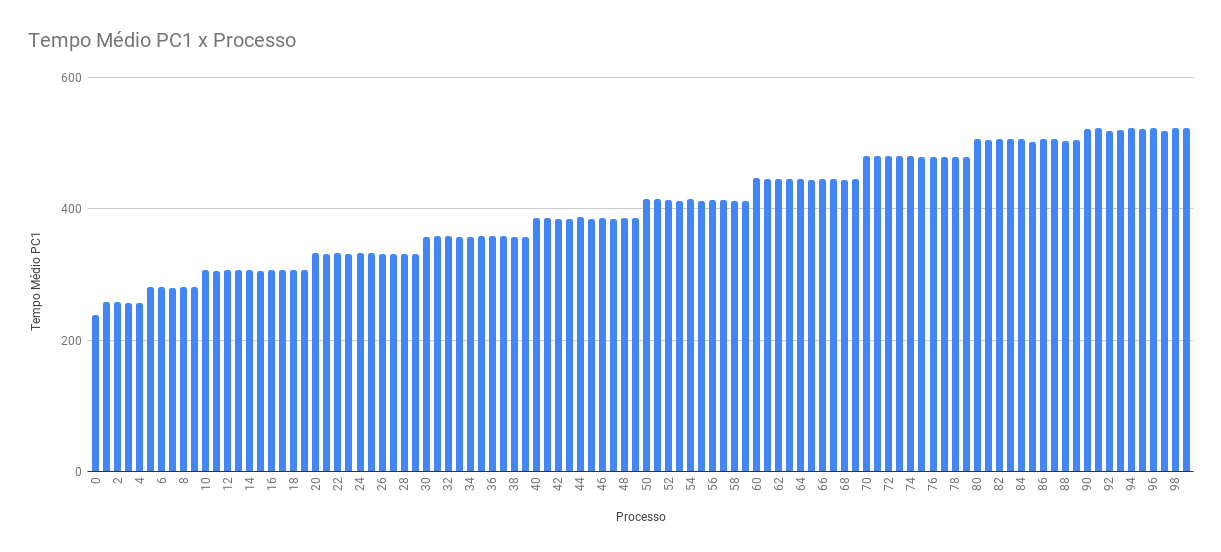 Tempo Médio PC1 x Processo
600
400
200
0
Tempo Médio PC1
0 2 4 6 8 10 12 14 16 18 20 22 24 26 28 30 32 34 36 38 40 42 44 46 48 50 52 54 56 58 60 62 64 66 68 70 72 74 76 78 80 82 84 86 88 90 92 94 96 98
Processo